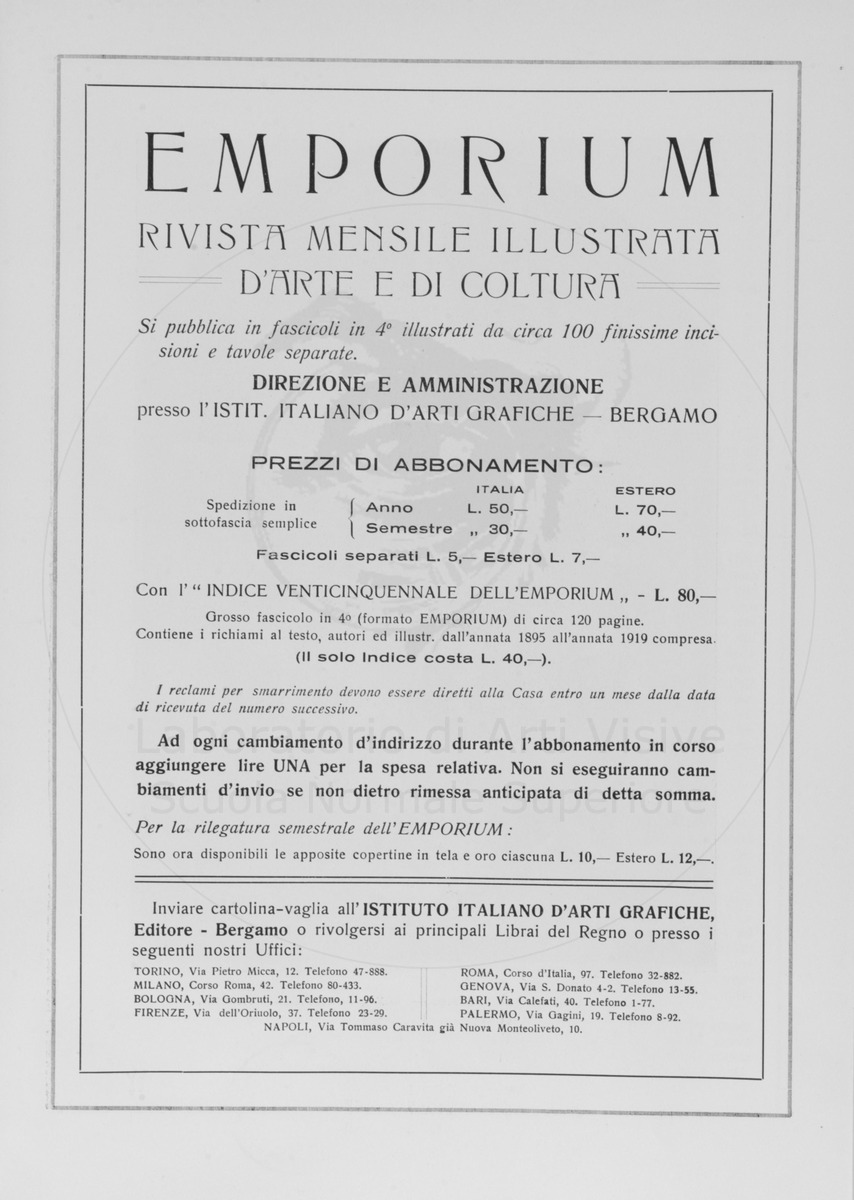 EMPORIUM
RIVISTA MENSILE ILLUSTRATA
D'ARTE E DI COLTURA
Si pubblica in fascicoli in 4º illustrati da circa 100 finissime inci-
sioni e tavole separate.
DIREZIONE E AMMINISTRAZIONE
presso l'ISTIT. ITALIANO D'ARTI GRAFICHE — BERGAMO
PREZZI DI ABBONAMENTO:
ITALIA ESTERO
Spedizione in sottofascia semplice { Anno L. 50,— L. 70,—
Semestre „ 30,— „ 40,—
Fascicoli separati L. 5,— Estero L. 7,—
Con l' “ INDICE VENTICINQUENNALE DELL'EMPORIUM „ - L. 80,—
Grosso fascicolo in 4º (formato EMPORIUM) di circa 120 pagine.
Contiene i richiami al testo, autori ed illustr. dall'annata 1895 all'annata 1919 compresa.
(Il solo Indice costa L. 40,—).
I reclami per smarrimento devono essere diretti alla Casa entro un mese dalla data
di ricevuta del numero successivo.
Laboratorio di Arti Visive
Ad ogni cambiamento d'indirizzo durante l'abbonamento in corso
aggiungere lire UNA per la spesa relativa. Non si eseguiranno cam-
biamenti d'invio se non dietro rimessa anticipata di detta somma.
Scuola Normale Superiore
Per la rilegatura semestrale dell'EMPORIUM :
Sono ora disponibili le apposite copertine in tela e oro ciascuna L. 10,— Estero L. 12,—.
Inviare cartolina-vaglia all'ISTITUTO ITALIANO D'ARTI GRAFICHE,
Editore - Bergamo o rivolgersi ai principali Librai del Regno o presso i
seguenti nostri Uffici:
TORINO, Via Pietro Micca, 12. Telefono 47-888.
MILANO, Corso Roma, 42. Telefono 80-433.
BOLOGNA, Via Gombruti, 21. Telefono, 11-96.
FIRENZE, Via dell'Oriuolo, 37. Telefono 23-29.
ROMA, Corso d'Italia, 97. Telefono 32-882.
GENOVA, Via S. Donato 4-2. Telefono 13-55.
BARI, Via Calefati, 40. Telefono 1-77.
PALERMO, Via Gagini, 19. Telefono 8-92.
NAPOLI, Via Tommaso Caravita già Nuova Monteoliveto, 10.